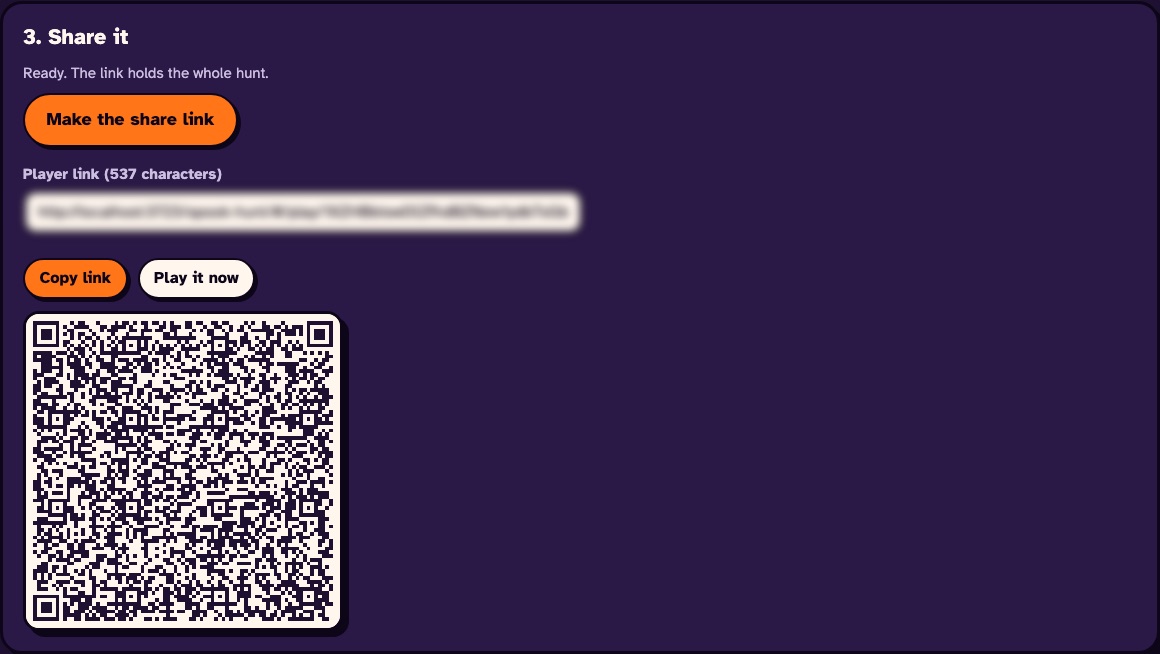 3. Share it
Ready. The link holds the whole hunt.
Make the share link
Player link (537 characters)
Copy link
Play it now